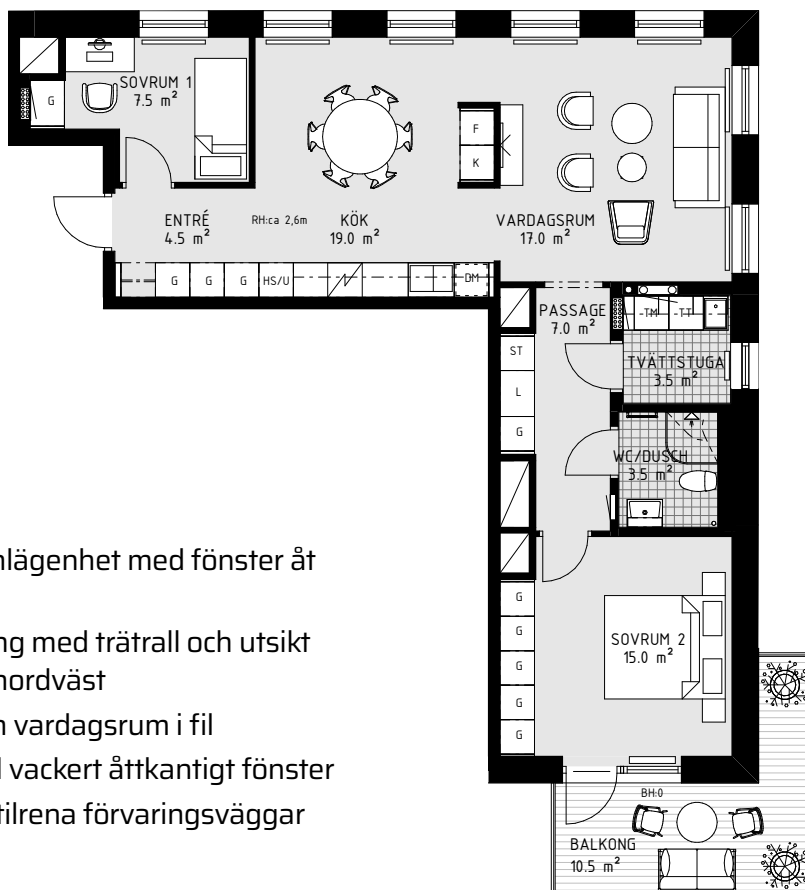 SOVRUM 1
7.5 m²
G
F
K
ENTRÉ
4.5 m²
RH:ca 2,6m
KÖK
19.0 m²
VARDAGSRUM
17.0 m²
G
G
G
HS/U
DM
PASSAGE
7.0 m²
TM
TT
ST
L
G
TVÄTTSTUGA
3.5 m²
WC/DUSCH
3.5 m²
nlägenhet med fönster åt
ng med trätrall och utsikt
nordväst
n vardagsrum i fil
l vackert åttkantigt fönster
tilrena förvaringsväggar
G
G
G
G
G
SOVRUM 2
15.0 m²
BH:0
BALKONG
10.5 m²